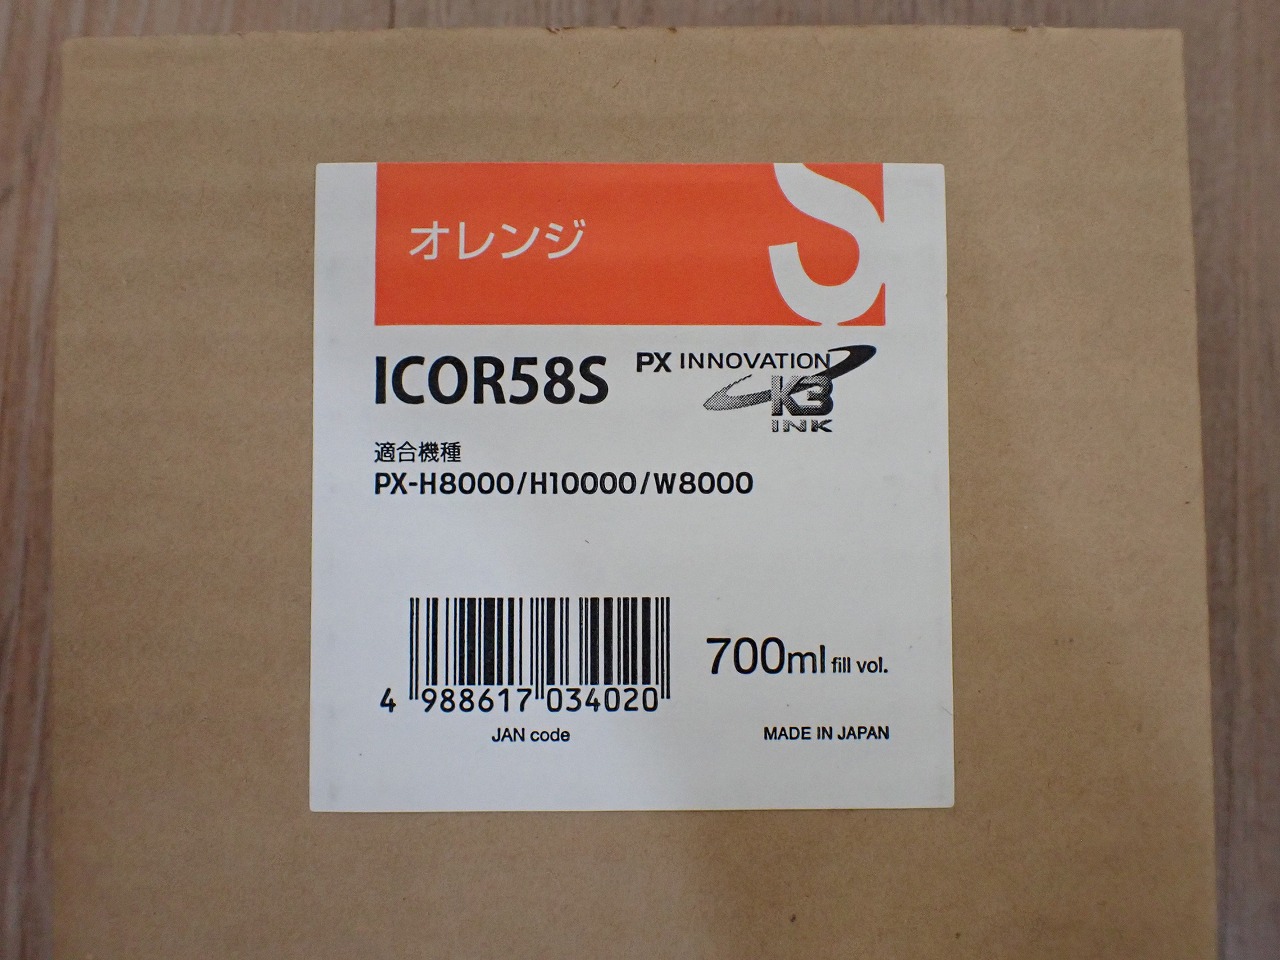 S
オレンジ
ICOR58S
PX INNOVATION
K3
INK
適合機種
PX-H8000/H10000/W8000
4 988617 034020
JAN code
700ml fill vol.
MADE IN JAPAN